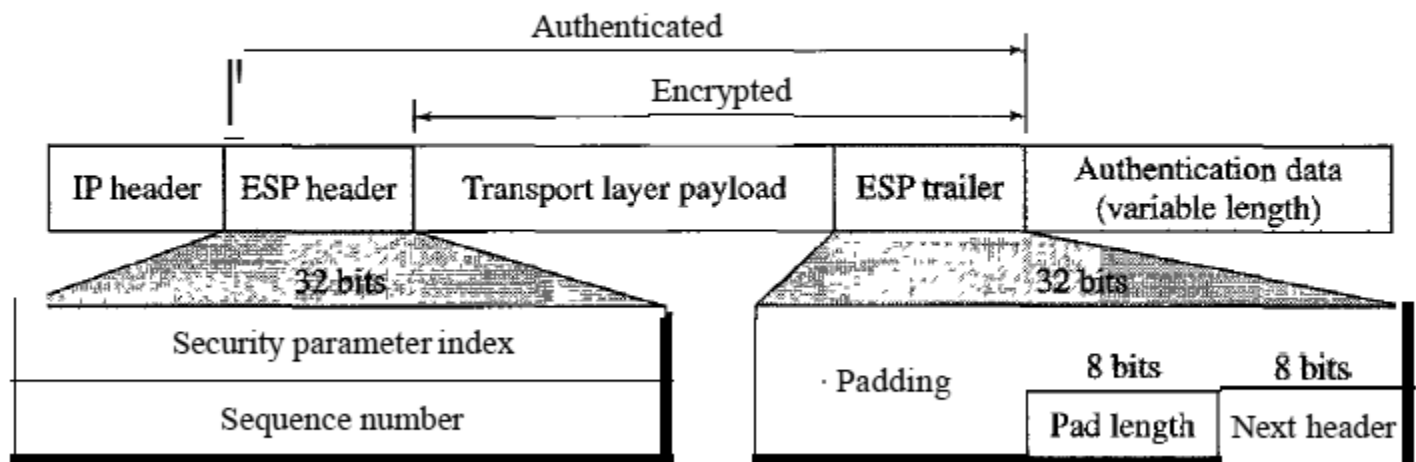 Authenticated
Encrypted
IP header ESP header Transport layer payload ESP trailer Authentication data
(variable length)
32 bits 32 bits
Security parameter index
Sequence number
· Padding
8 bits 8 bits
Pad length Next header